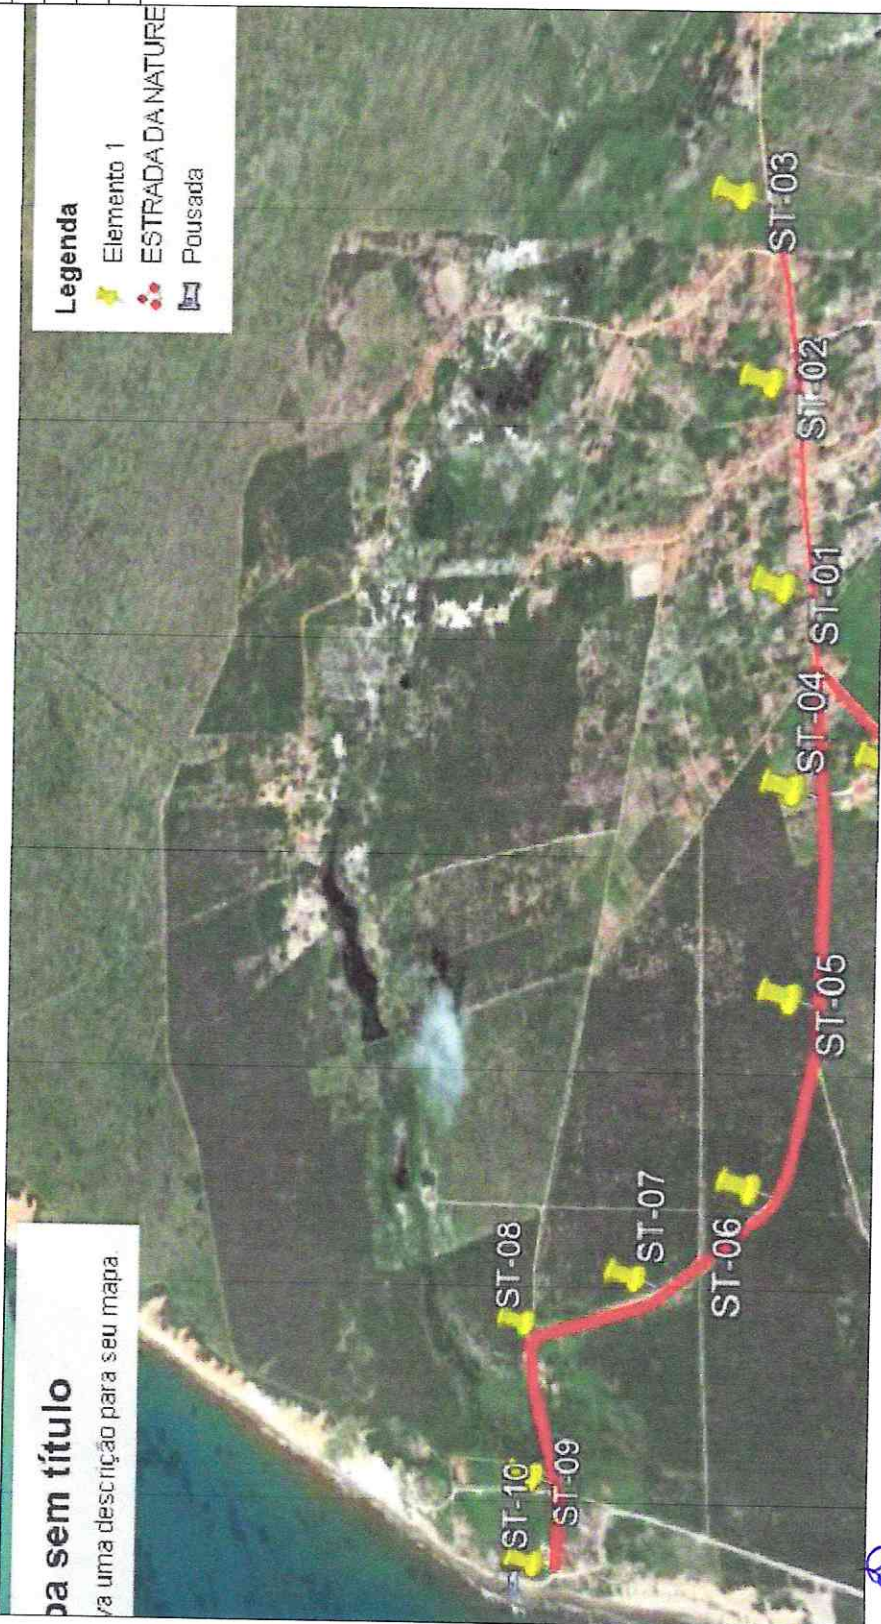 pa sem título
va uma descrição para seu mapa.
Legenda
Elemento 1
ESTRADA DA NATURE
Pousada
ST-10
ST-09
ST-08
ST-07
ST-06
ST-05
ST-04
ST-01
ST-02
ST-03